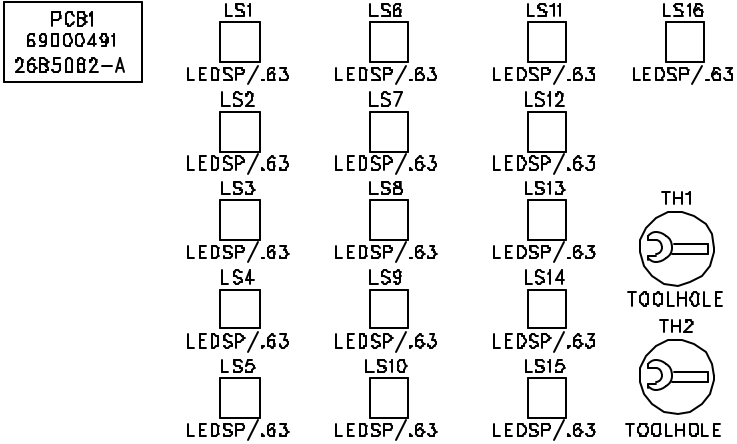 PCB1
69000491
26B5082-A
LS1 LS6 LS11 LS16
LEDSP/.63 LEDSP/.63 LEDSP/.63 LEDSP/.63
LS2 LS7 LS12
LEDSP/.63 LEDSP/.63 LEDSP/.63
LS3 LS8 LS13
TH1
LEDSP/.63 LEDSP/.63 LEDSP/.63
LS4 LS9 LS14
TOOLHOLE
TH2
LEDSP/.63 LEDSP/.63 LEDSP/.63
LS5 LS10 LS15
LEDSP/.63 LEDSP/.63 LEDSP/.63 TOOLHOLE